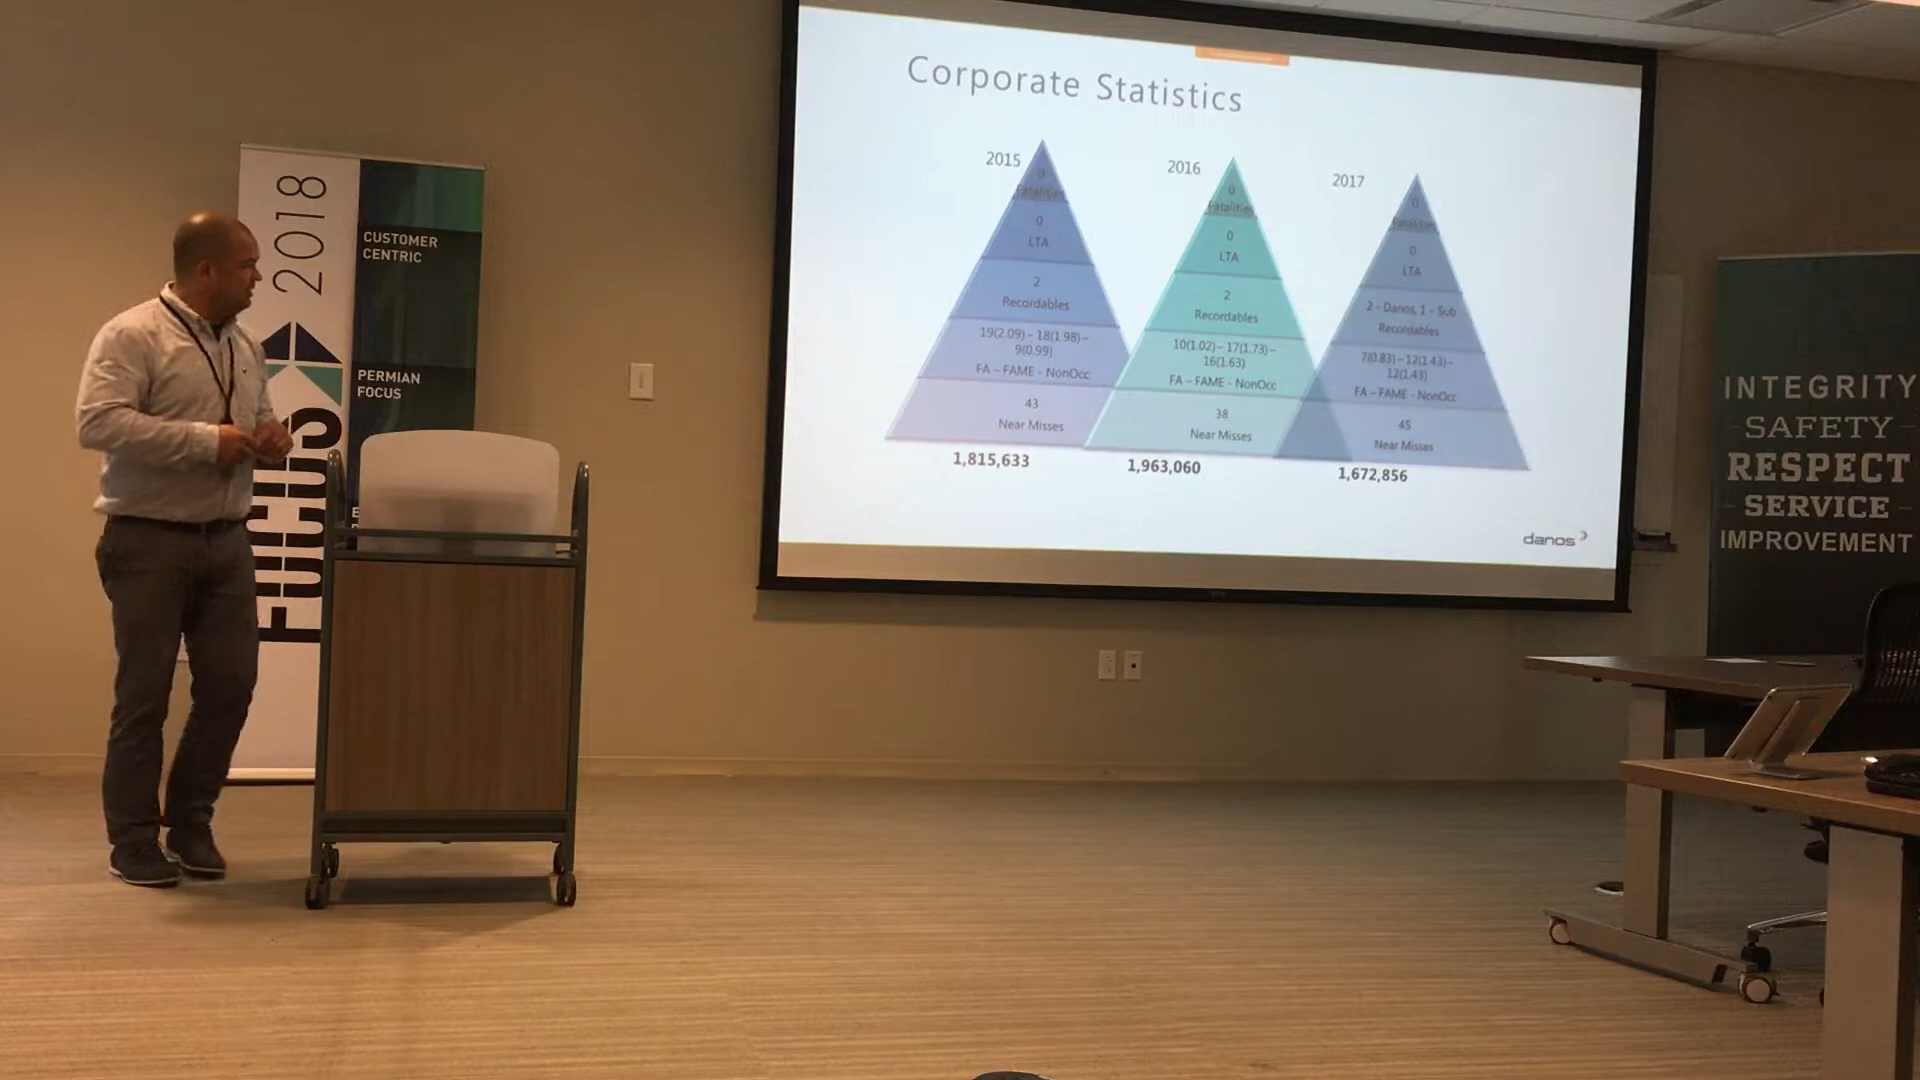 Corporate Statistics
2015
0
Fatalities
0
LTA
2
Recordables
19(2.09) – 18(1.98) –
9(0.99)
FA – FAME - NonOcc
43
Near Misses
1,815,633
2016
0
Fatalities
0
LTA
2
Recordables
10(1.02) – 17(1.73) –
16(1.63)
FA – FAME - NonOcc
38
Near Misses
1,963,060
2017
0
Fatalities
0
LTA
2 - Danos, 1 - Sub
Recordables
7(0.83) – 12(1.43) –
12(1.43)
FA – FAME - NonOcc
45
Near Misses
1,672,856
danos
FOCUS 2018
CUSTOMER
CENTRIC
PERMIAN
FOCUS
INTEGRITY
SAFETY
RESPECT
SERVICE
IMPROVEMENT